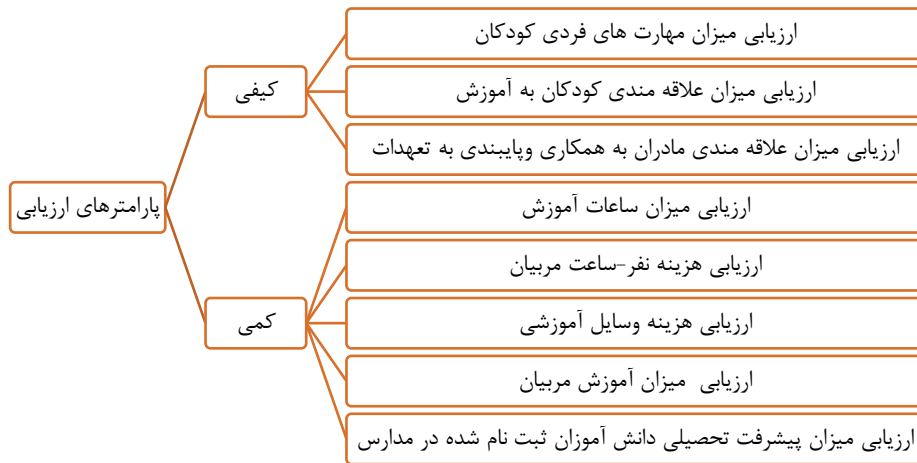 پارامترهای ارزیابی
کیفی
ارزیابی میزان مهارت های فردی کودکان
ارزیابی میزان علاقه مندی کودکان به آموزش
ارزیابی میزان علاقه مندی مادران به همکاری وپایبندی به تعهدات
کمی
ارزیابی میزان ساعات آموزش
ارزیابی هزینه نفر-ساعت مربیان
ارزیابی هزینه وسایل آموزشی
ارزیابی میزان آموزش مربیان
ارزیابی میزان پیشرفت تحصیلی دانش آموزان ثبت نام شده در مدارس